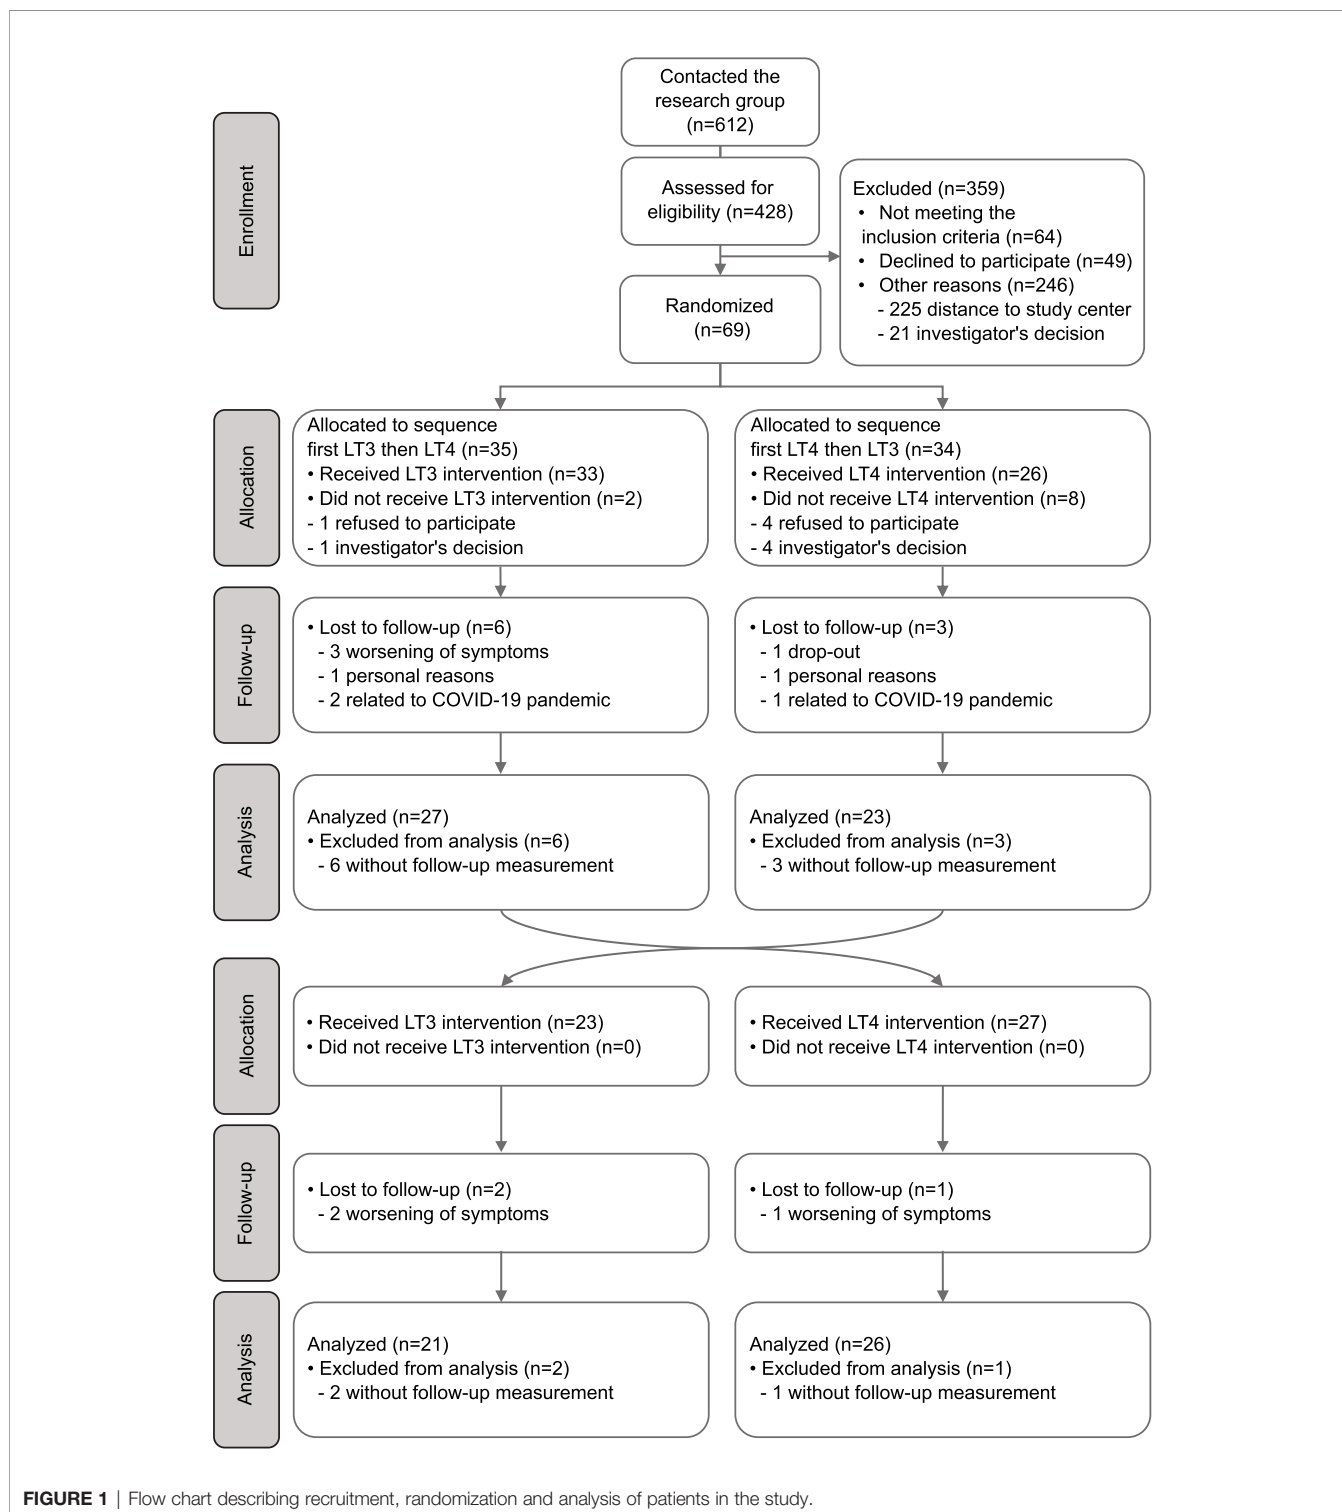 Enrollment
Contacted the
research group
(n=612)
Assessed for
eligibility (n=428)
Excluded (n=359)
• Not meeting the
inclusion criteria (n=64)
• Declined to participate (n=49)
• Other reasons (n=246)
- 225 distance to study center
- 21 investigator's decision
Randomized
(n=69)
Allocation
Allocated to sequence
first LT3 then LT4 (n=35)
• Received LT3 intervention (n=33)
• Did not receive LT3 intervention (n=2)
- 1 refused to participate
- 1 investigator's decision
Allocated to sequence
first LT4 then LT3 (n=34)
• Received LT4 intervention (n=26)
• Did not receive LT4 intervention (n=8)
- 4 refused to participate
- 4 investigator's decision
Follow-up
• Lost to follow-up (n=6)
- 3 worsening of symptoms
- 1 personal reasons
- 2 related to COVID-19 pandemic
• Lost to follow-up (n=3)
- 1 drop-out
- 1 personal reasons
- 1 related to COVID-19 pandemic
Analysis
Analyzed (n=27)
• Excluded from analysis (n=6)
- 6 without follow-up measurement
Analyzed (n=23)
• Excluded from analysis (n=3)
- 3 without follow-up measurement
Allocation
• Received LT3 intervention (n=23)
• Did not receive LT3 intervention (n=0)
• Received LT4 intervention (n=27)
• Did not receive LT4 intervention (n=0)
Follow-up
• Lost to follow-up (n=2)
- 2 worsening of symptoms
• Lost to follow-up (n=1)
- 1 worsening of symptoms
Analysis
Analyzed (n=21)
• Excluded from analysis (n=2)
- 2 without follow-up measurement
Analyzed (n=26)
• Excluded from analysis (n=1)
- 1 without follow-up measurement
FIGURE 1 | Flow chart describing recruitment, randomization and analysis of patients in the study.